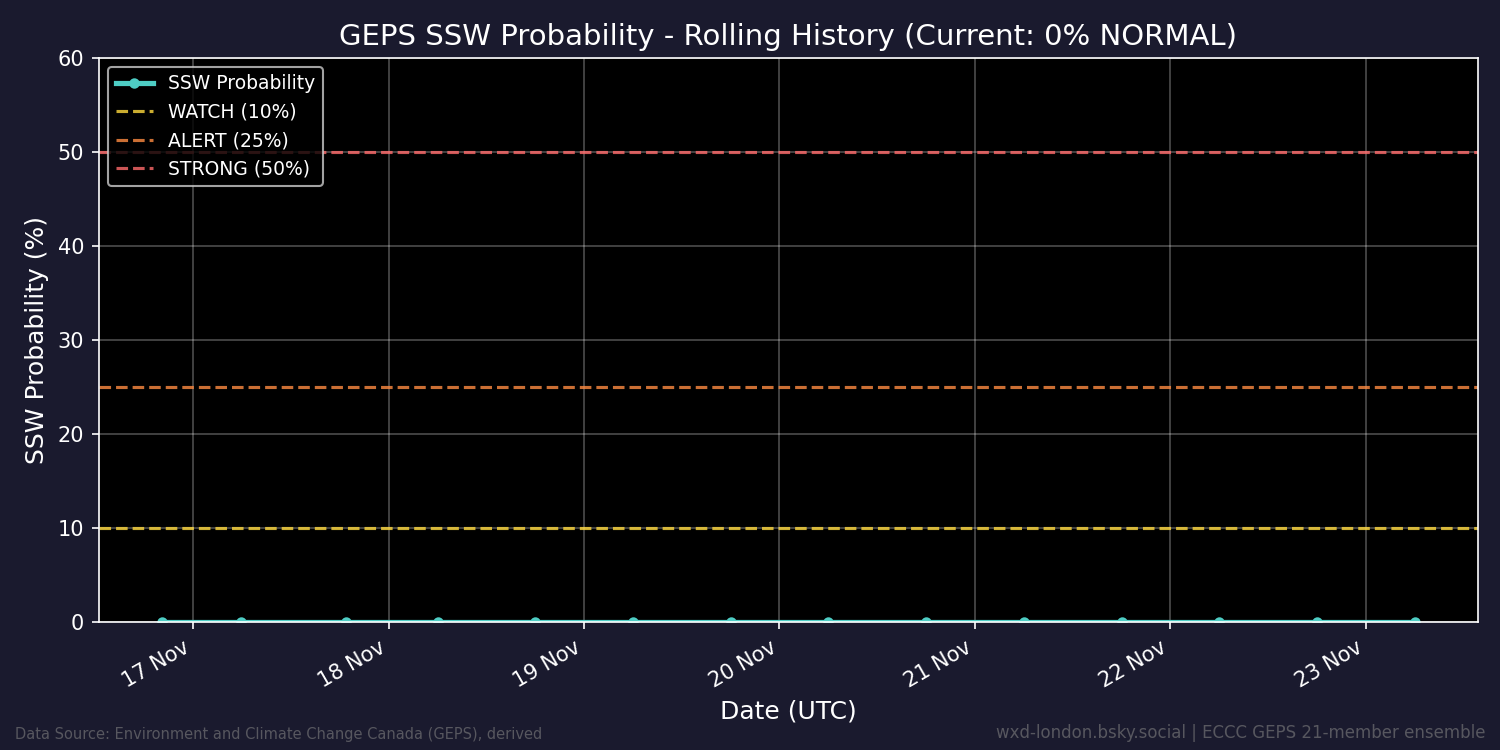 GEPS SSW Probability - Rolling History (Current: 0% NORMAL)
SSW Probability
WATCH (10%)
ALERT (25%)
STRONG (50%)
SSW Probability (%)
60
50
40
30
20
10
0
17 Nov
18 Nov
19 Nov
20 Nov
21 Nov
22 Nov
23 Nov
Date (UTC)
Data Source: Environment and Climate Change Canada (GEPS), derived
wxd-london.bsky.social | ECCC GEPS 21-member ensemble